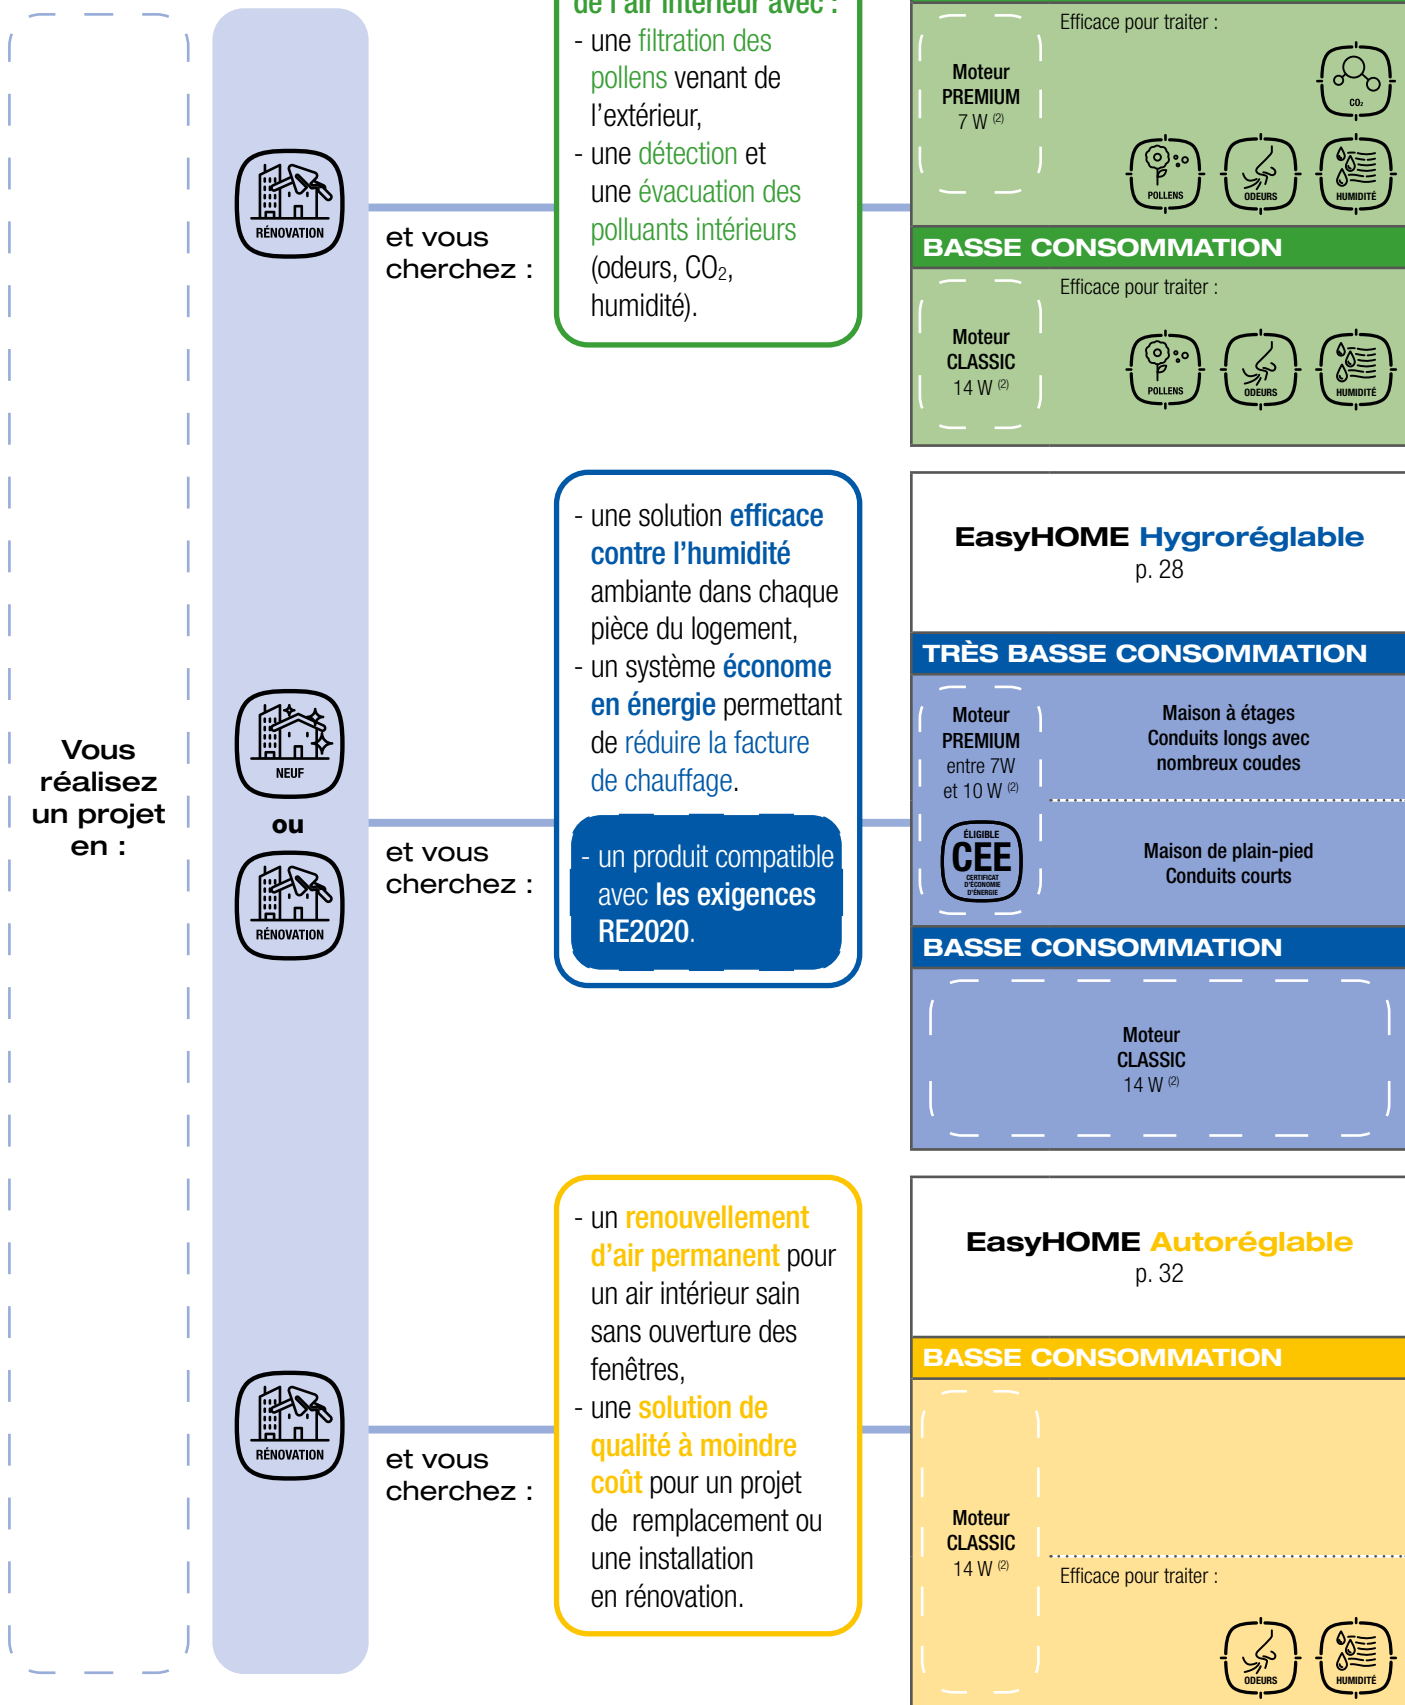 Vous
réalisez
un projet
en :
RÉNOVATION
et vous
cherchez :
de l'air intérieur avec :
- une filtration des
pollens venant de
l'extérieur,
- une détection et
une évacuation des
polluants intérieurs
(odeurs, CO₂,
humidité).
Efficace pour traiter :
Moteur
PREMIUM
7 W (2)
CO₂
POLLENS
ODEURS
HUMIDITÉ
BASSE CONSOMMATION
Efficace pour traiter :
Moteur
CLASSIC
14 W (2)
POLLENS
ODEURS
HUMIDITÉ
NEUF
ou
RÉNOVATION
et vous
cherchez :
- une solution efficace
contre l'humidité
ambiante dans chaque
pièce du logement,
- un système économe
en énergie permettant
de réduire la facture
de chauffage.
- un produit compatible
avec les exigences
RE2020.
EasyHOME Hygroréglable
p. 28
TRÈS BASSE CONSOMMATION
Moteur
PREMIUM
entre 7W
et 10 W (2)
ÉLIGIBLE
CEE
CERTIFICAT
D'ÉCONOMIE
D'ÉNERGIE
Maison à étages
Conduits longs avec
nombreux coudes
Maison de plain-pied
Conduits courts
BASSE CONSOMMATION
Moteur
CLASSIC
14 W (2)
RÉNOVATION
et vous
cherchez :
- un renouvellement
d'air permanent pour
un air intérieur sain
sans ouverture des
fenêtres,
- une solution de
qualité à moindre
coût pour un projet
de remplacement ou
une installation
en rénovation.
EasyHOME Autoréglable
p. 32
BASSE CONSOMMATION
Moteur
CLASSIC
14 W (2)
Efficace pour traiter :
ODEURS
HUMIDITÉ